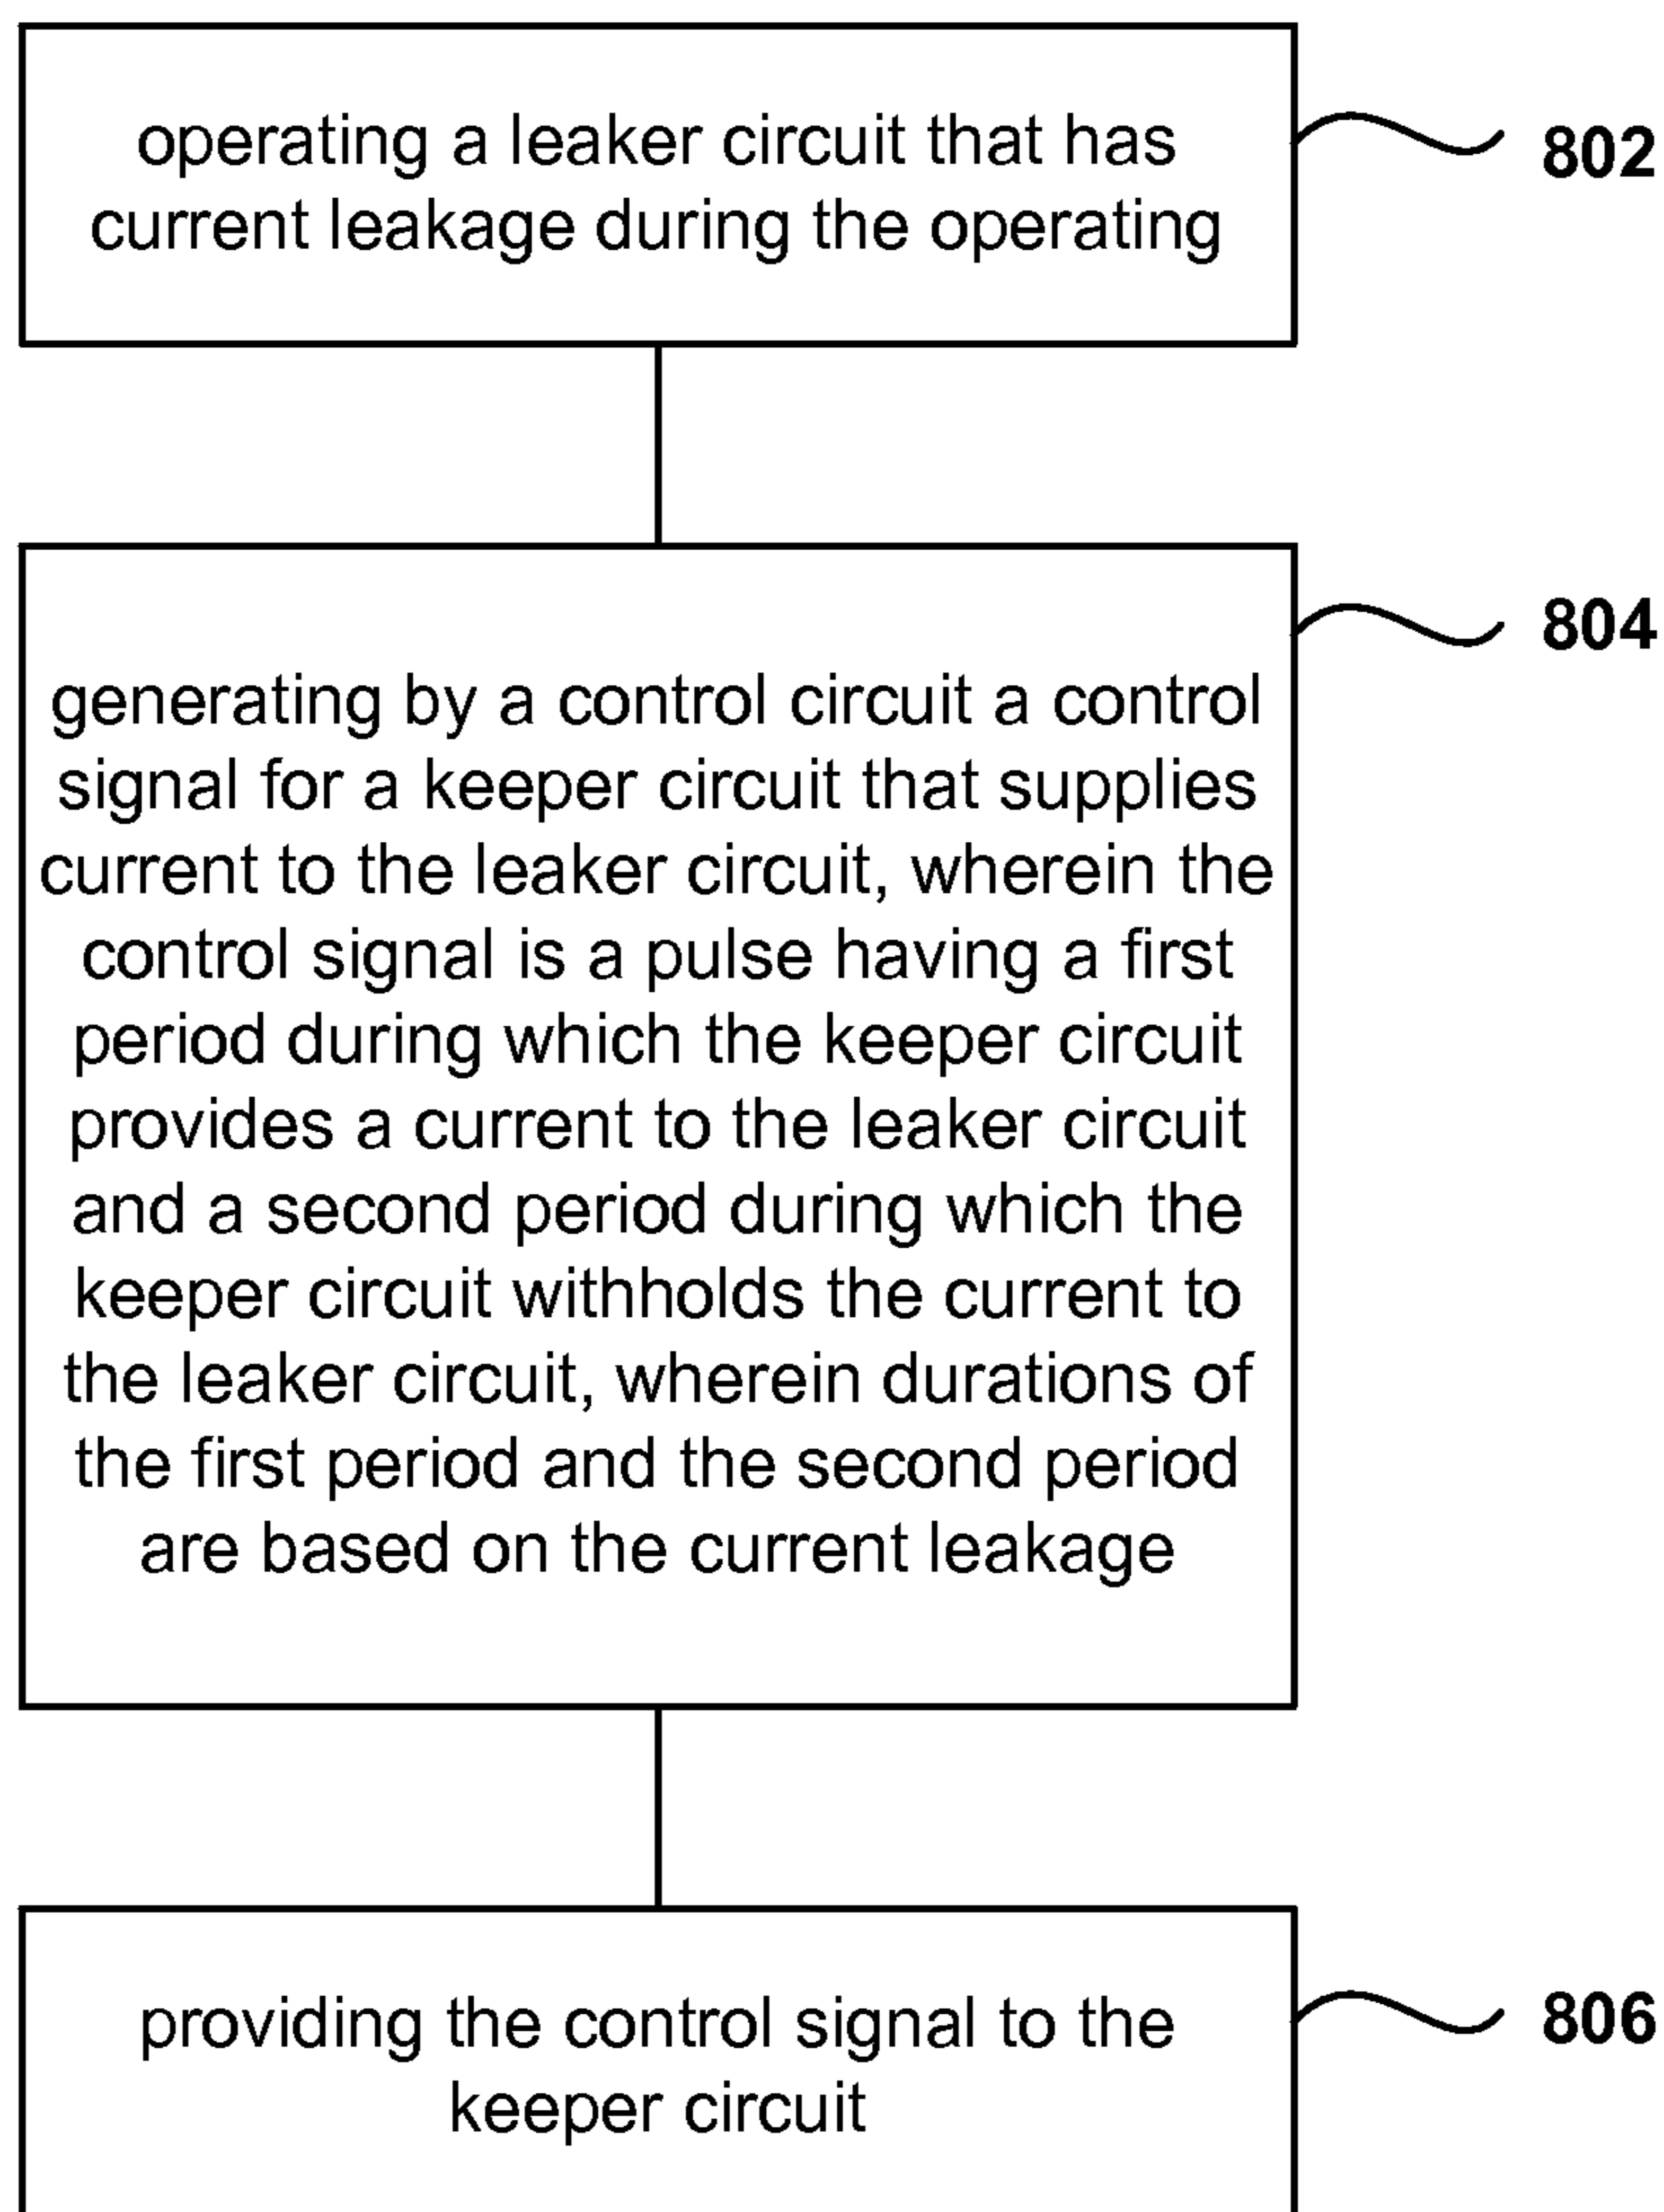 operating a leaker circuit that has
current leakage during the operating
802
804
generating by a control circuit a control
signal for a keeper circuit that supplies
current to the leaker circuit, wherein the
control signal is a pulse having a first
period during which the keeper circuit
provides a current to the leaker circuit
and a second period during which the
keeper circuit withholds the current to
the leaker circuit, wherein durations of
the first period and the second period
are based on the current leakage
806
providing the control signal to the
keeper circuit